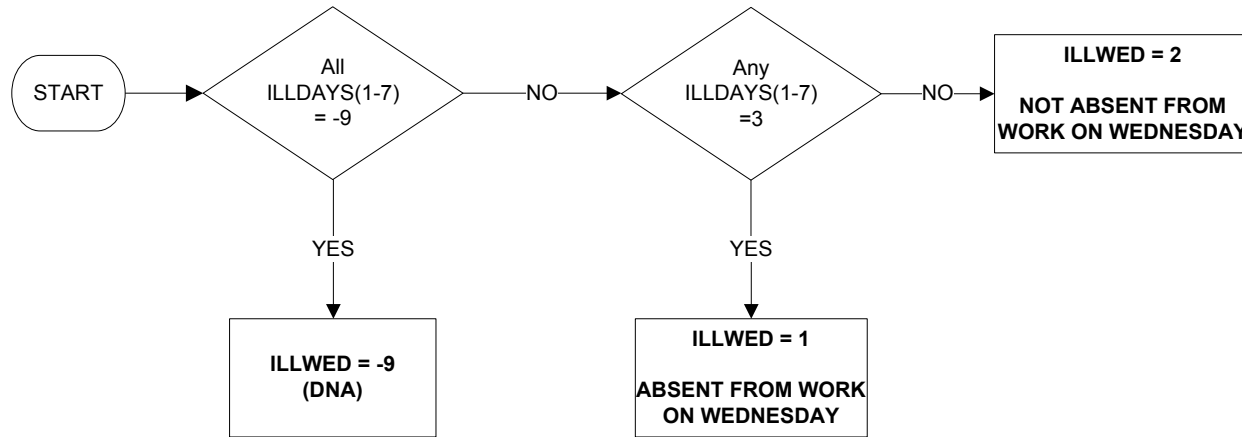 START
All
ILLDAYS(1-7)
= -9
NO
Any
ILLDAYS(1-7)
=3
NO
ILLWED = 2
NOT ABSENT FROM
WORK ON WEDNESDAY
YES
YES
ILLWED = -9
(DNA)
ILLWED = 1
ABSENT FROM WORK
ON WEDNESDAY